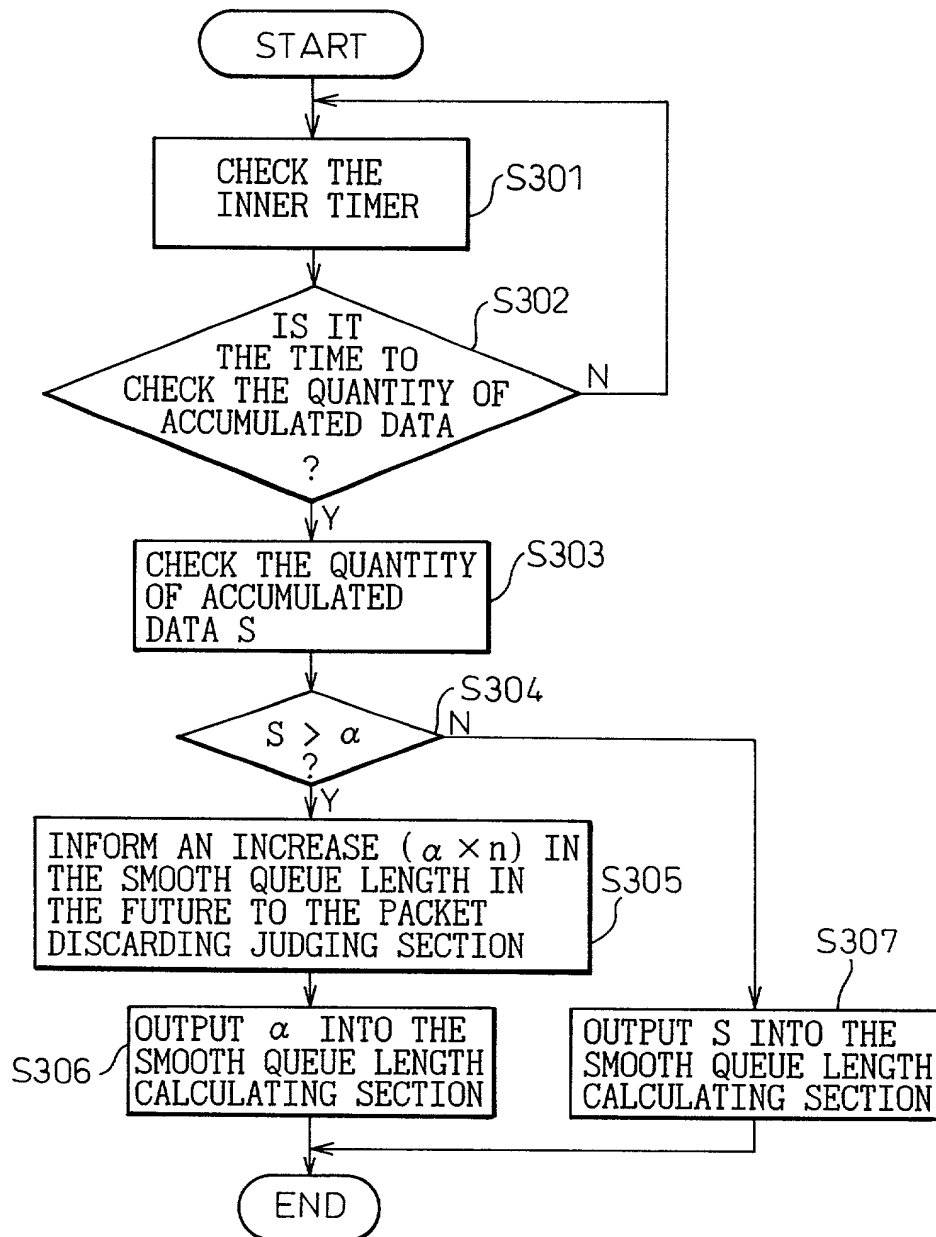 START
CHECK THE
INNER TIMER
S301
IS IT
THE TIME TO
CHECK THE QUANTITY OF
ACCUMULATED DATA
?
S302
N
Y
CHECK THE QUANTITY
OF ACCUMULATED
DATA S
S303
S > α
?
S304
N
Y
INFORM AN INCREASE (α × n) IN
THE SMOOTH QUEUE LENGTH IN
THE FUTURE TO THE PACKET
DISCARDING JUDGING SECTION
S305
OUTPUT α INTO THE
SMOOTH QUEUE LENGTH
CALCULATING SECTION
S306
OUTPUT S INTO THE
SMOOTH QUEUE LENGTH
CALCULATING SECTION
S307
END